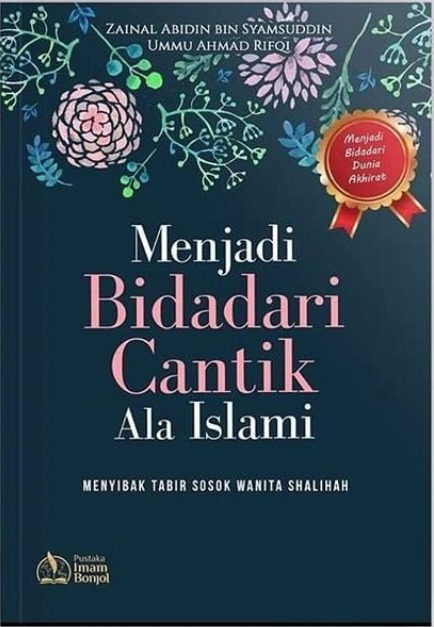 Zainal Abidin bin Syamsuddin
Ummu Ahmad Rifqi
Menjadi
Bidadari
Dunia
Akhirat
Menjadi
Bidadari
Cantik
Ala Islami
MENYIBAK TABIR SOSOK WANITA SHALIHAH
Pustaka
Imam
Bonjol